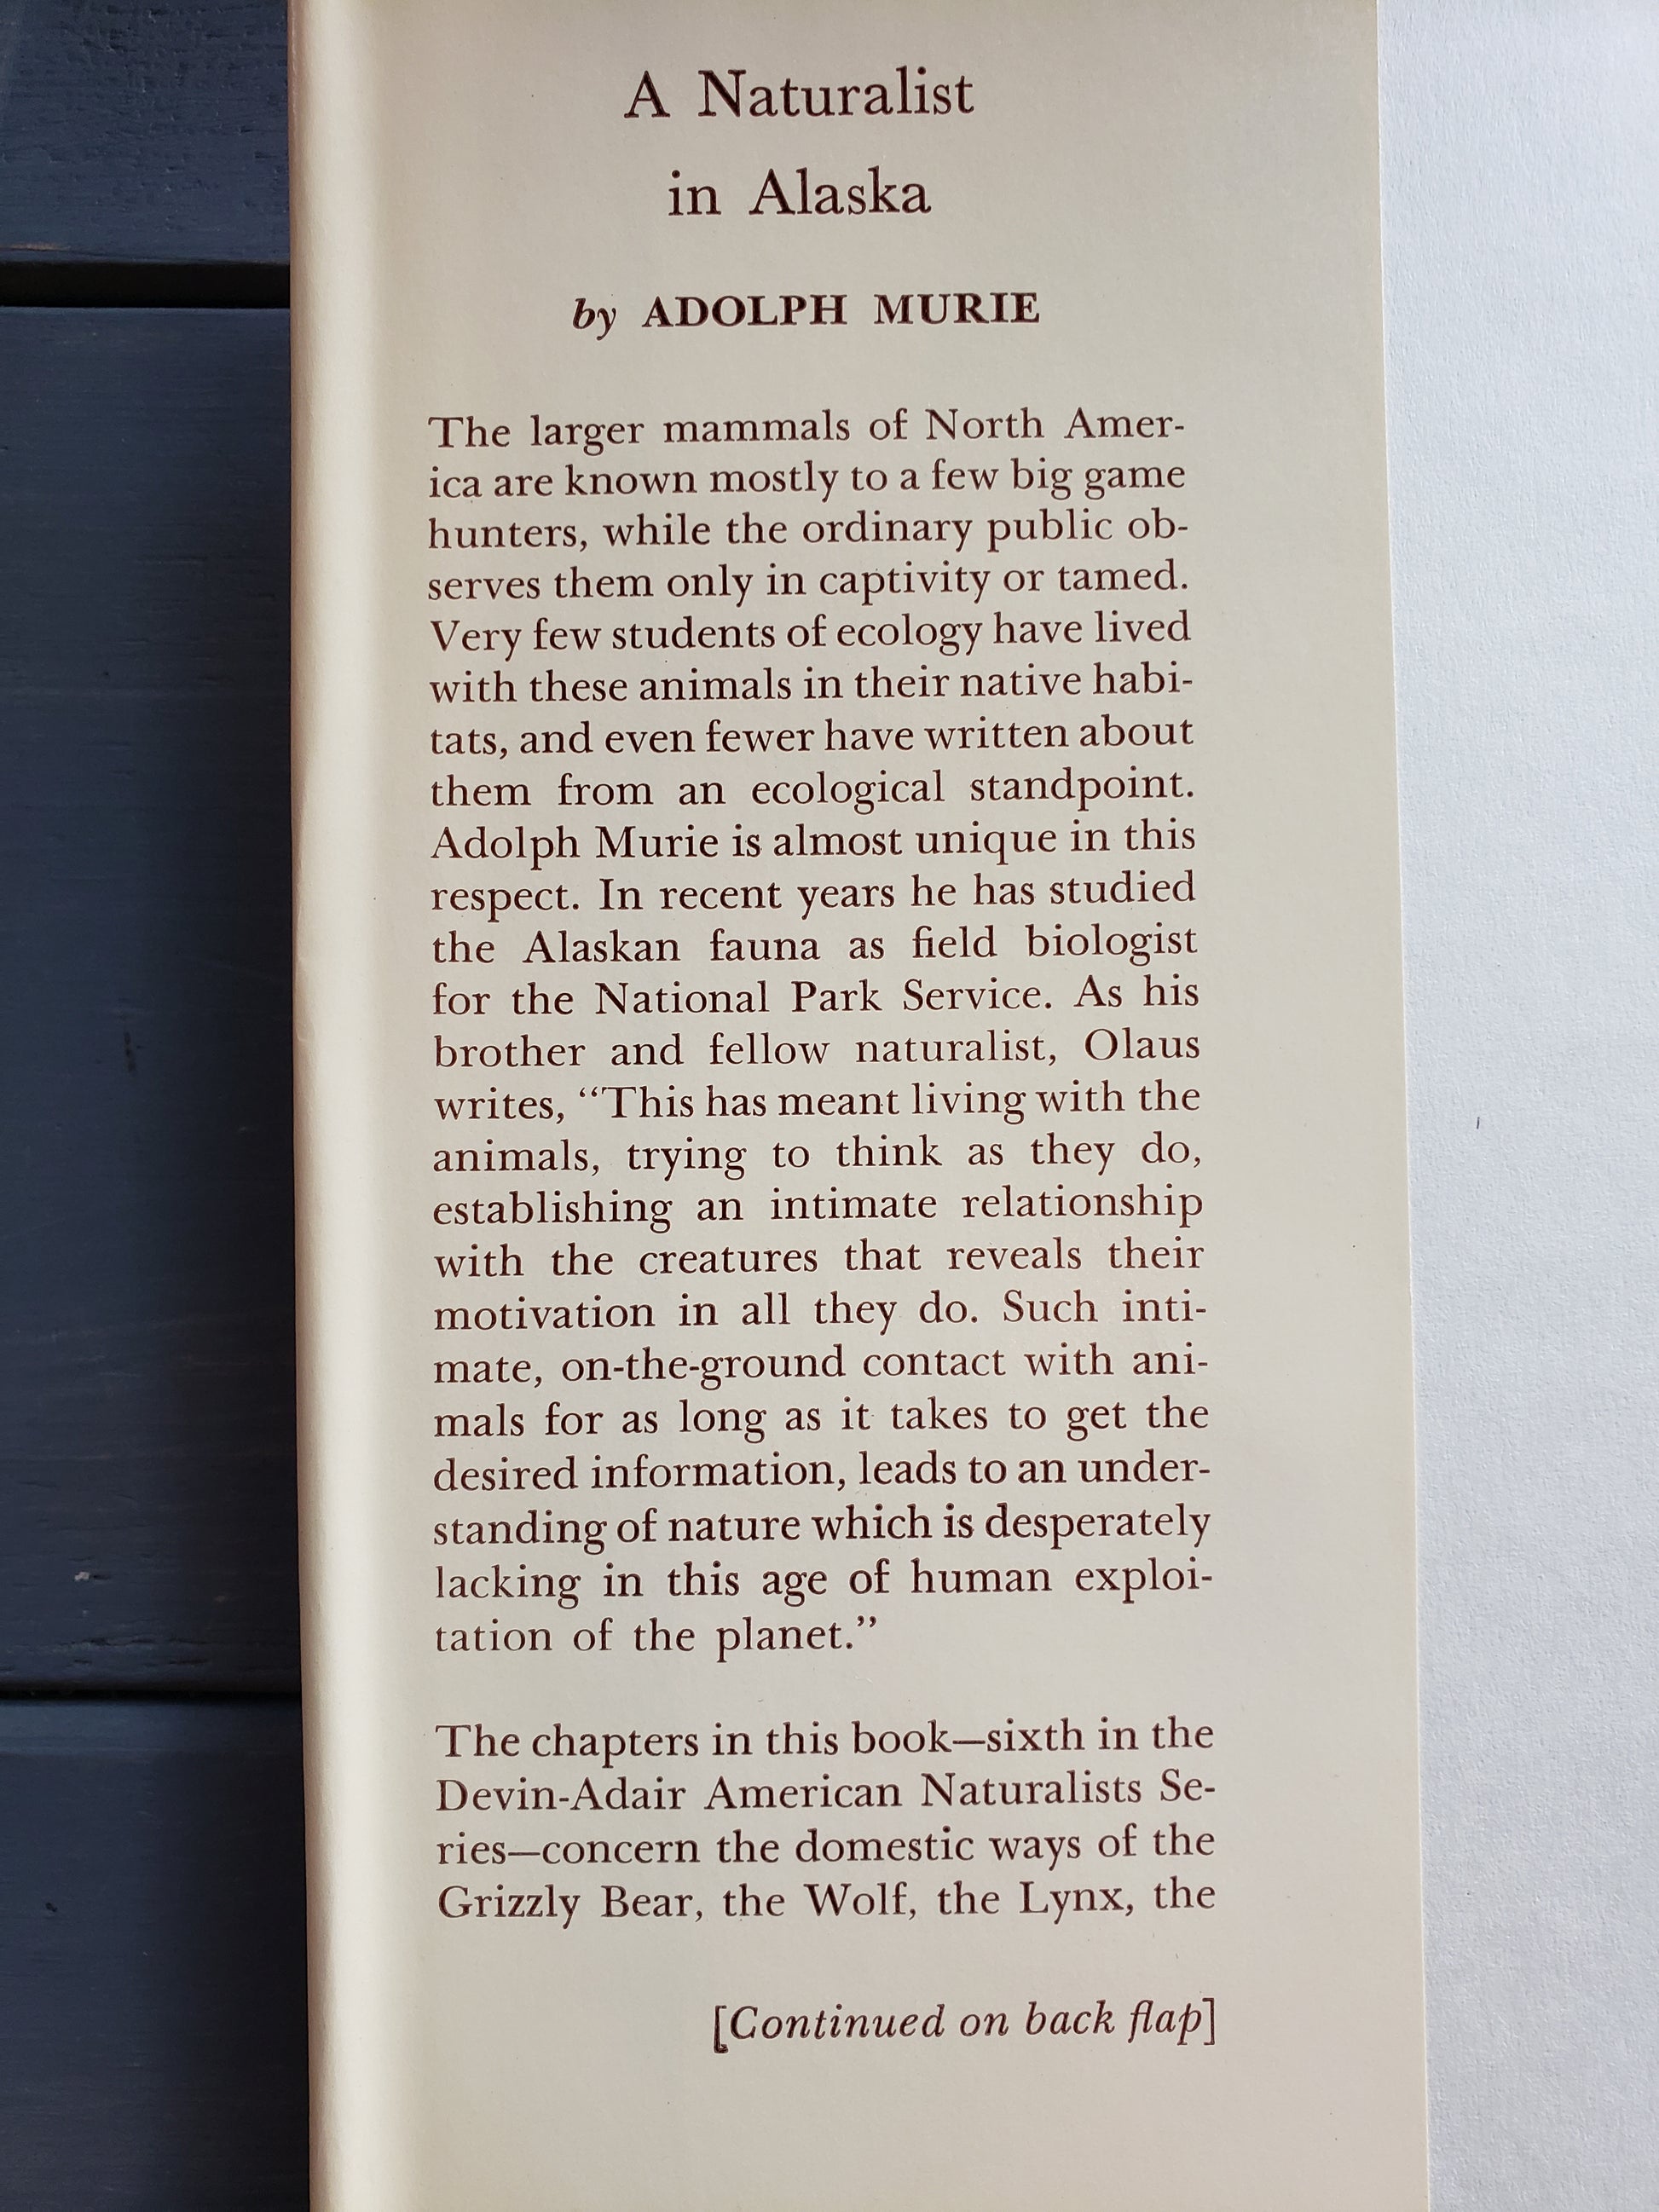 A Naturalist
in Alaska
by ADOLPH MURIE
The larger mammals of North Amer-
ica are known mostly to a few big game
hunters, while the ordinary public ob-
serves them only in captivity or tamed.
Very few students of ecology have lived
with these animals in their native habi-
tats, and even fewer have written about
them from an ecological standpoint.
Adolph Murie is almost unique in this
respect. In recent years he has studied
the Alaskan fauna as field biologist
for the National Park Service. As his
brother and fellow naturalist, Olaus
writes, “This has meant living with the
animals, trying to think as they do,
establishing an intimate relationship
with the creatures that reveals their
motivation in all they do. Such inti-
mate, on-the-ground contact with ani-
mals for as long as it takes to get the
desired information, leads to an under-
standing of nature which is desperately
lacking in this age of human exploi-
tation of the planet.”
The chapters in this book—sixth in the
Devin-Adair American Naturalists Se-
ries—concern the domestic ways of the
Grizzly Bear, the Wolf, the Lynx, the
[Continued on back flap]